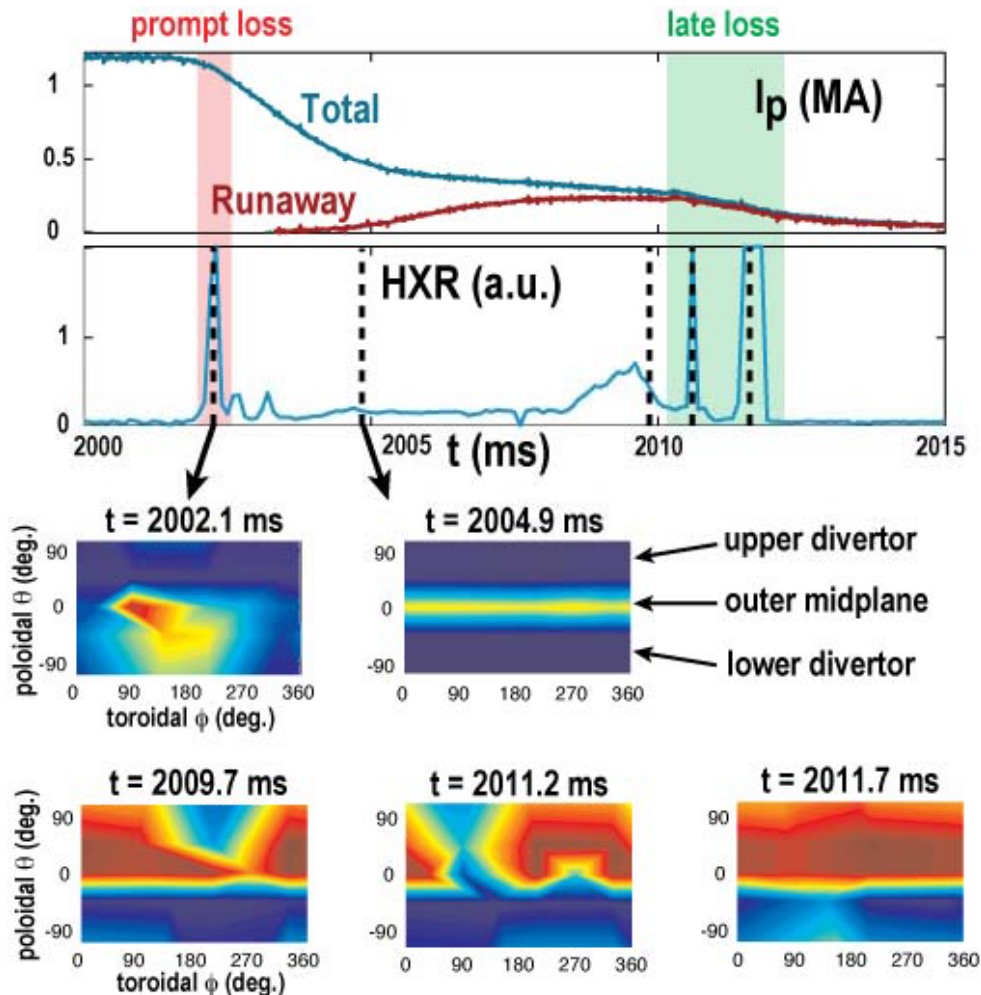 prompt loss late loss
1
Total
I_p (MA)
0.5
Runaway
0
HXR (a.u.)
1
0
2000 2005 2010 2015
t (ms)
t = 2002.1 ms t = 2004.9 ms
upper divertor
outer midplane
lower divertor
poloidal θ (deg.)
90
0
-90
0 90 180 270 360
toroidal ϕ (deg.)
0 90 180 270 360
t = 2009.7 ms t = 2011.2 ms t = 2011.7 ms
poloidal θ (deg.)
90 90 90
0 0 0
-90 -90 -90
0 90 180 270 360 0 90 180 270 360 0 90 180 270 360
toroidal ϕ (deg.)